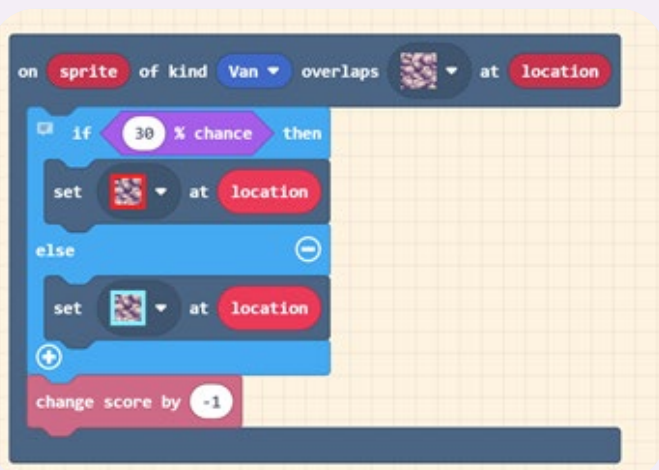 on sprite of kind Van overlaps at location
if 30 % chance then
set at location
else
set at location
change score by -1